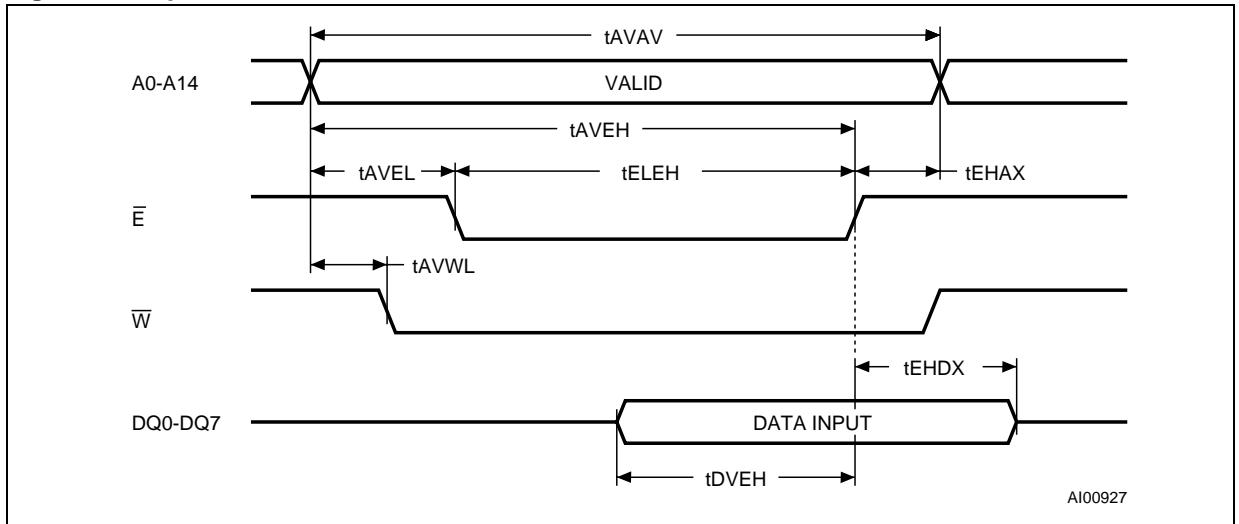 tAVAV
A0-A14
VALID
tAVEH
tAVEL
tELEH
tEHAX
E̅
tAVWL
W̅
tEHDX
DQ0-DQ7
DATA INPUT
tDVEH
AI00927